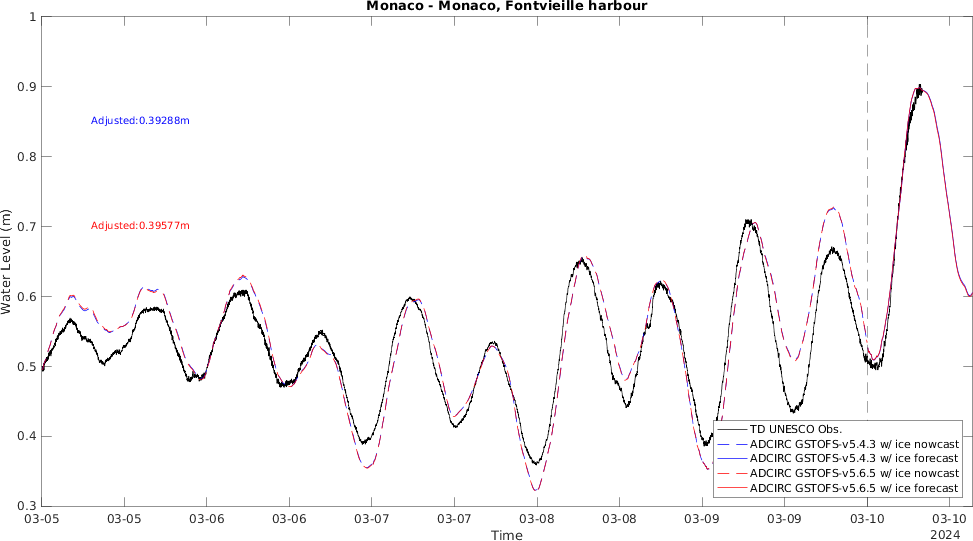 Monaco - Monaco, Fontvieille harbour
1
0.9
0.8
0.7
0.6
0.5
0.4
0.3
Water Level (m)
Adjusted:0.39288m
Adjusted:0.39577m
TD UNESCO Obs.
ADCIRC GSTOFS-v5.4.3 w/ ice nowcast
ADCIRC GSTOFS-v5.4.3 w/ ice forecast
ADCIRC GSTOFS-v5.6.5 w/ ice nowcast
ADCIRC GSTOFS-v5.6.5 w/ ice forecast
03-05 03-05 03-06 03-06 03-07 03-07 03-08 03-08 03-09 03-09 03-10 03-10
Time
2024